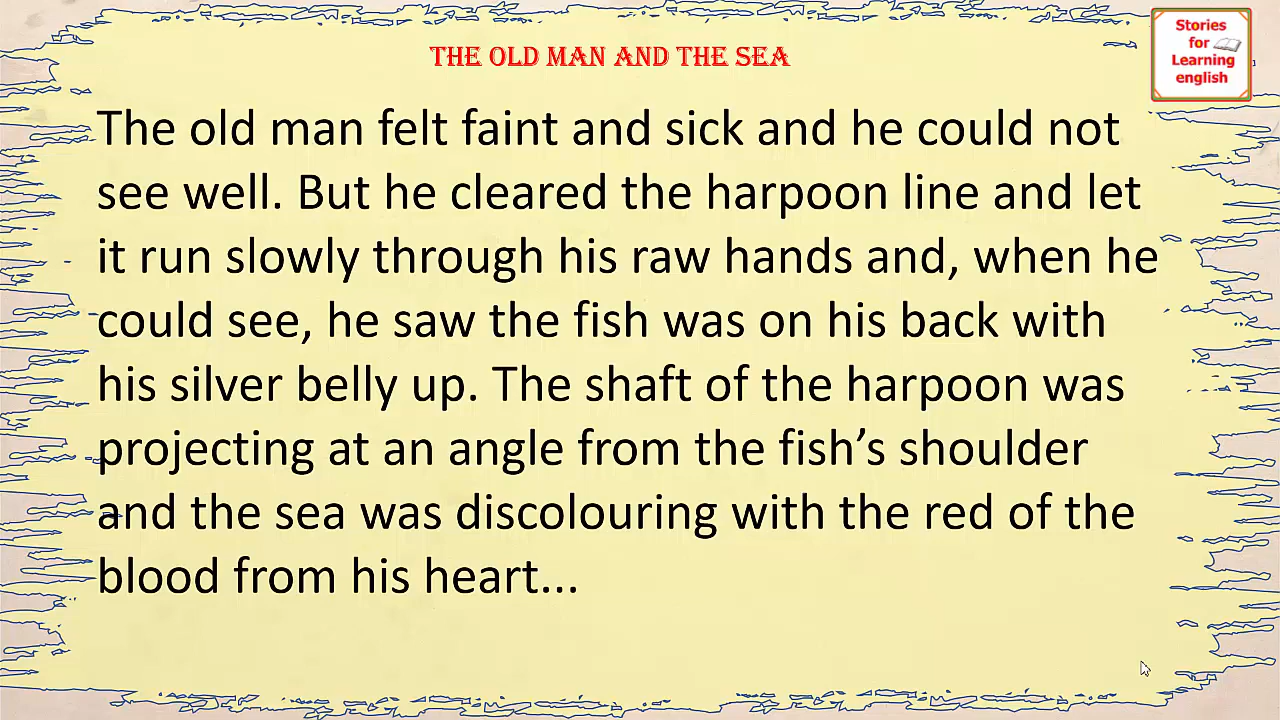 THE OLD MAN AND THE SEA
Stories
for
Learning
english
The old man felt faint and sick and he could not
see well. But he cleared the harpoon line and let
it run slowly through his raw hands and, when he
could see, he saw the fish was on his back with
his silver belly up. The shaft of the harpoon was
projecting at an angle from the fish’s shoulder
and the sea was discolouring with the red of the
blood from his heart...